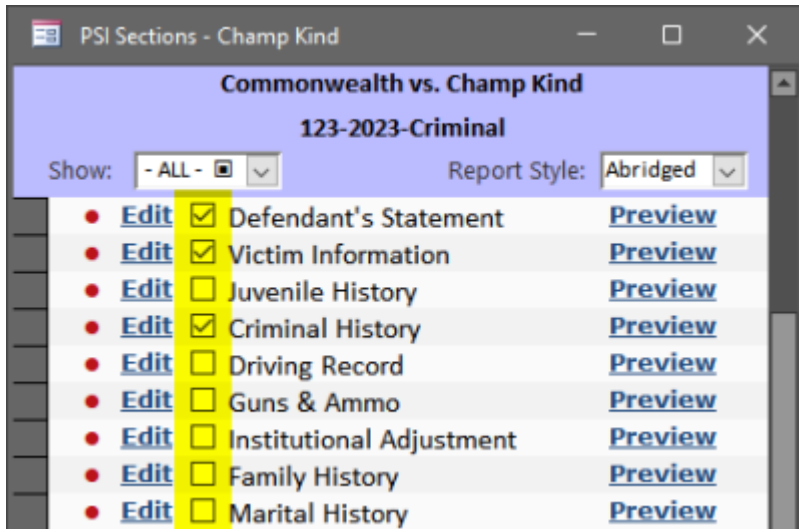 PSI Sections - Champ Kind
Commonwealth vs. Champ Kind
123-2023-Criminal
Show: - ALL - Report Style: Abridged
Edit Defendant's Statement Preview
Edit Victim Information Preview
Edit Juvenile History Preview
Edit Criminal History Preview
Edit Driving Record Preview
Edit Guns & Ammo Preview
Edit Institutional Adjustment Preview
Edit Family History Preview
Edit Marital History Preview